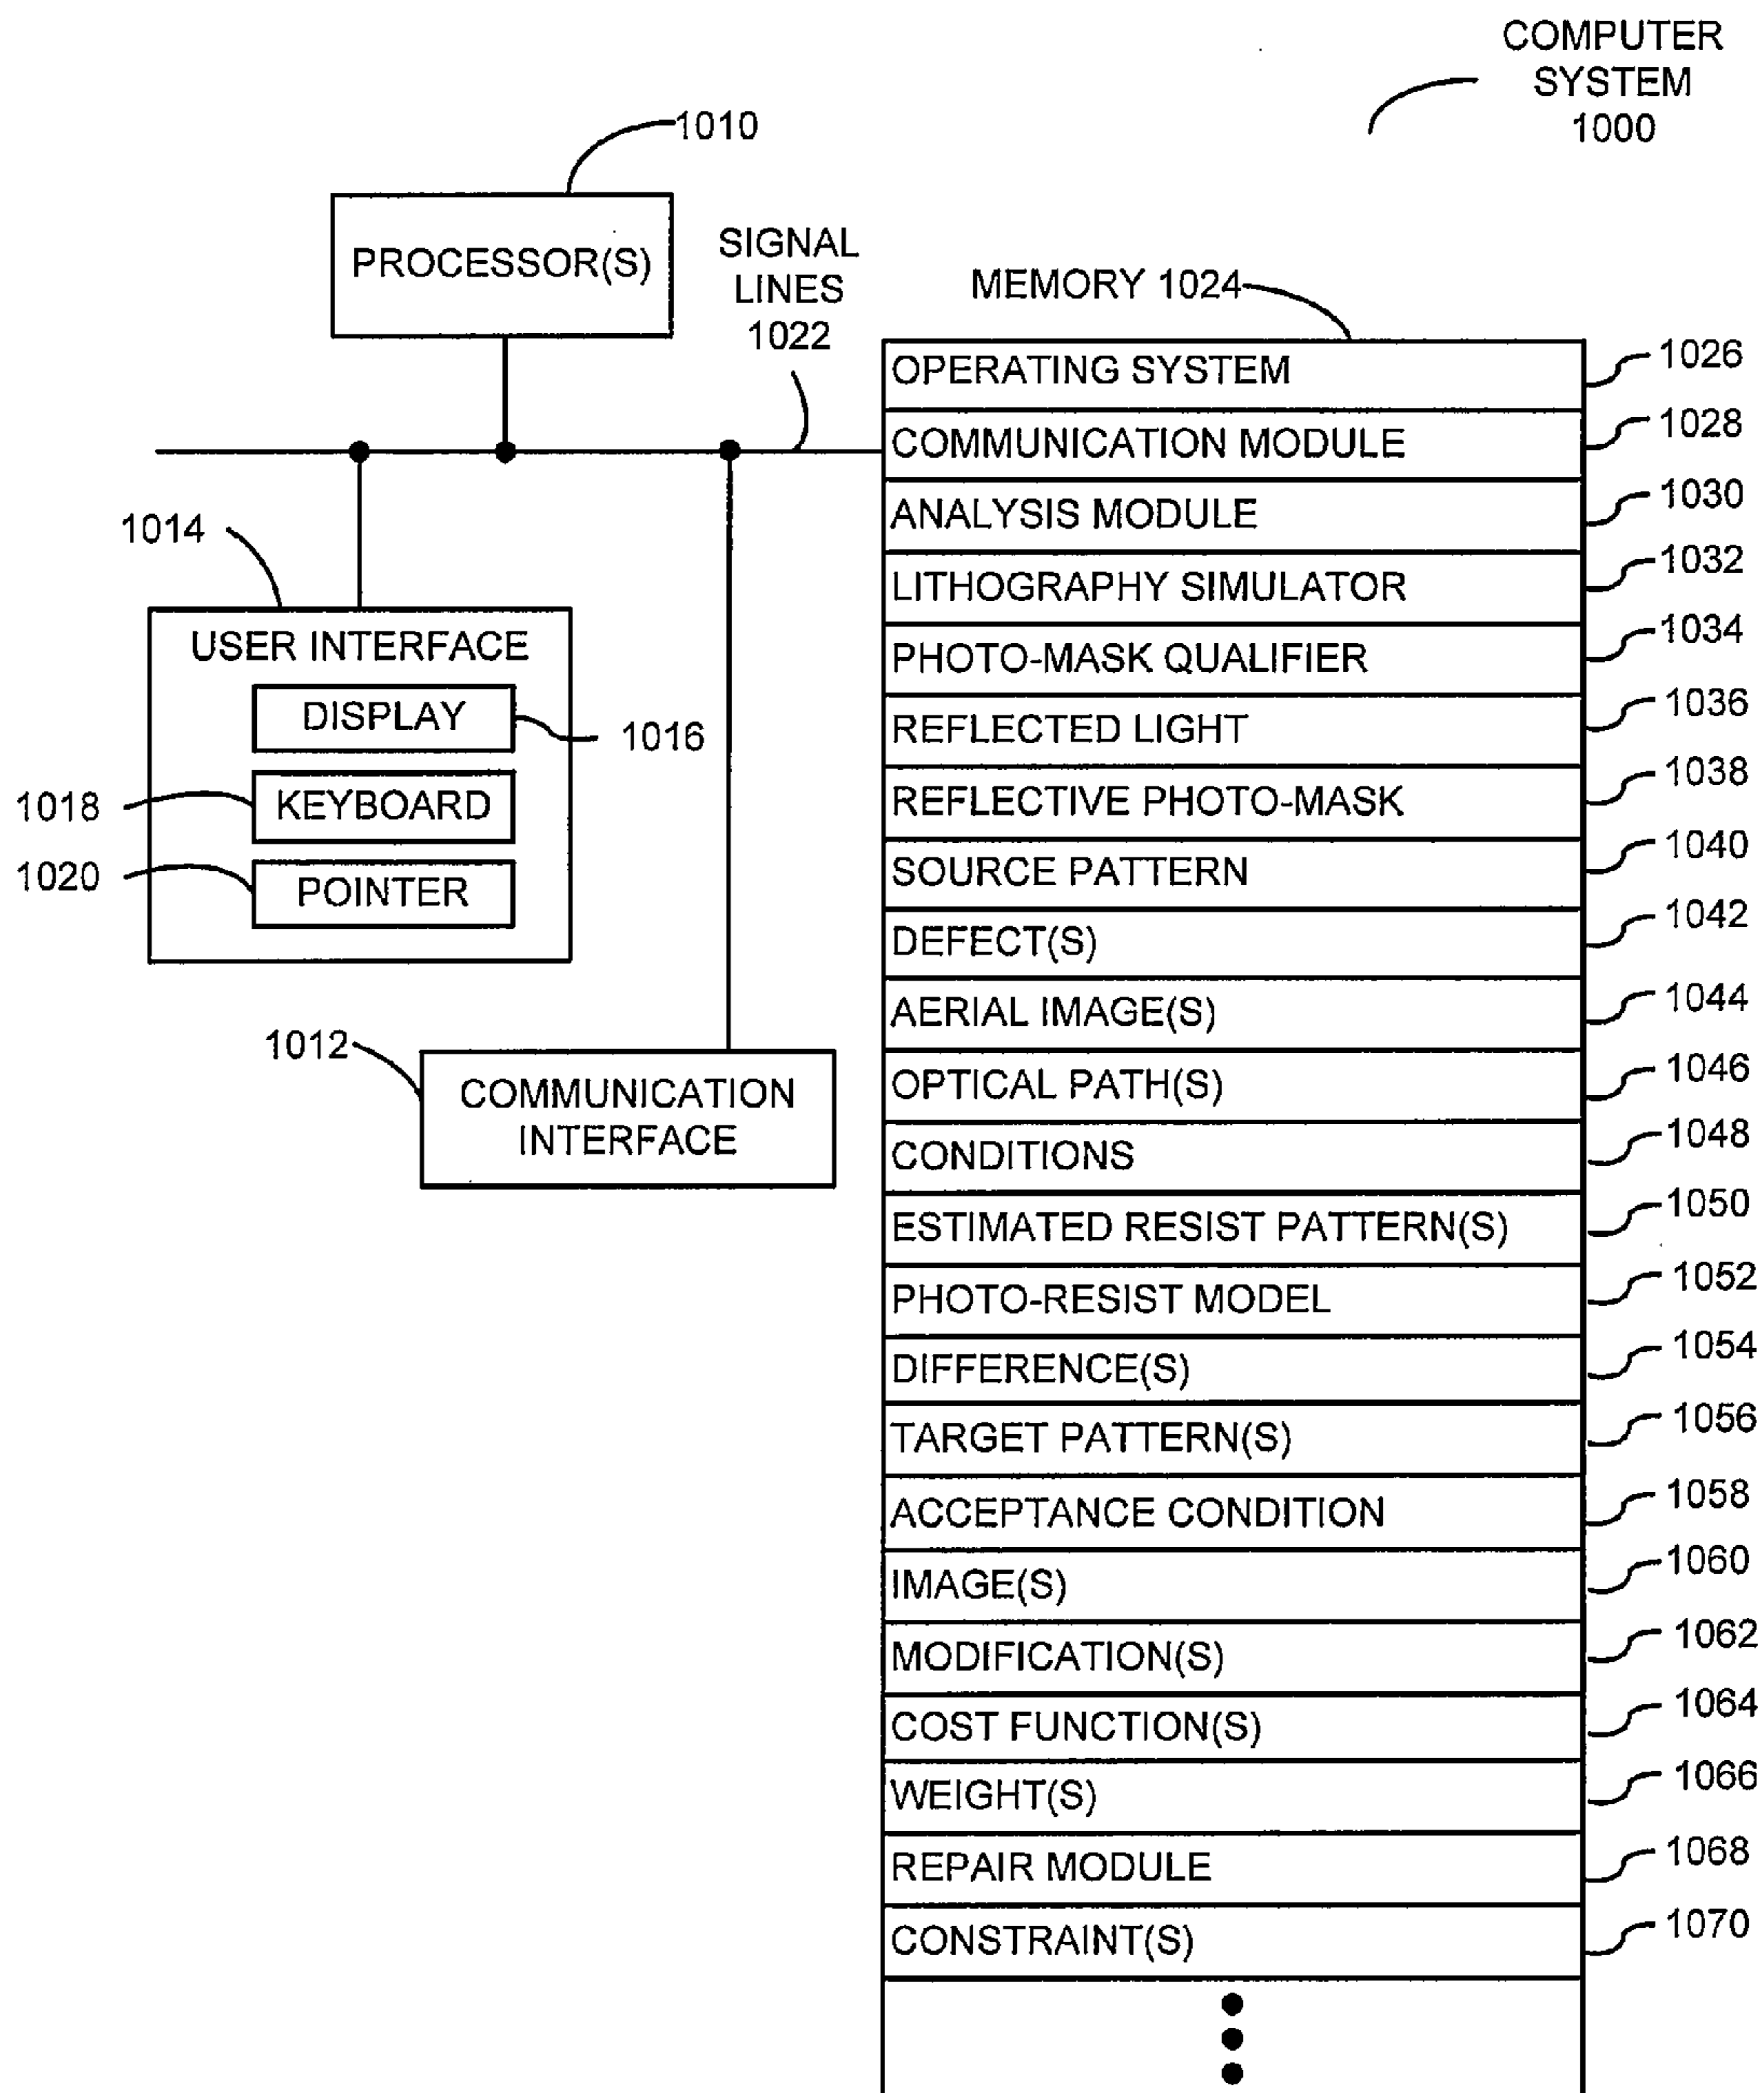 COMPUTER
SYSTEM
1000
1010
PROCESSOR(S)
SIGNAL
LINES
1022
MEMORY 1024
OPERATING SYSTEM
1026
COMMUNICATION MODULE
1028
ANALYSIS MODULE
1030
LITHOGRAPHY SIMULATOR
1032
PHOTO-MASK QUALIFIER
1034
REFLECTED LIGHT
1036
REFLECTIVE PHOTO-MASK
1038
SOURCE PATTERN
1040
DEFECT(S)
1042
AERIAL IMAGE(S)
1044
OPTICAL PATH(S)
1046
CONDITIONS
1048
ESTIMATED RESIST PATTERN(S)
1050
PHOTO-RESIST MODEL
1052
DIFFERENCE(S)
1054
TARGET PATTERN(S)
1056
ACCEPTANCE CONDITION
1058
IMAGE(S)
1060
MODIFICATION(S)
1062
COST FUNCTION(S)
1064
WEIGHT(S)
1066
REPAIR MODULE
1068
CONSTRAINT(S)
1070
1014
USER INTERFACE
DISPLAY
1016
1018
KEYBOARD
1020
POINTER
1012
COMMUNICATION
INTERFACE